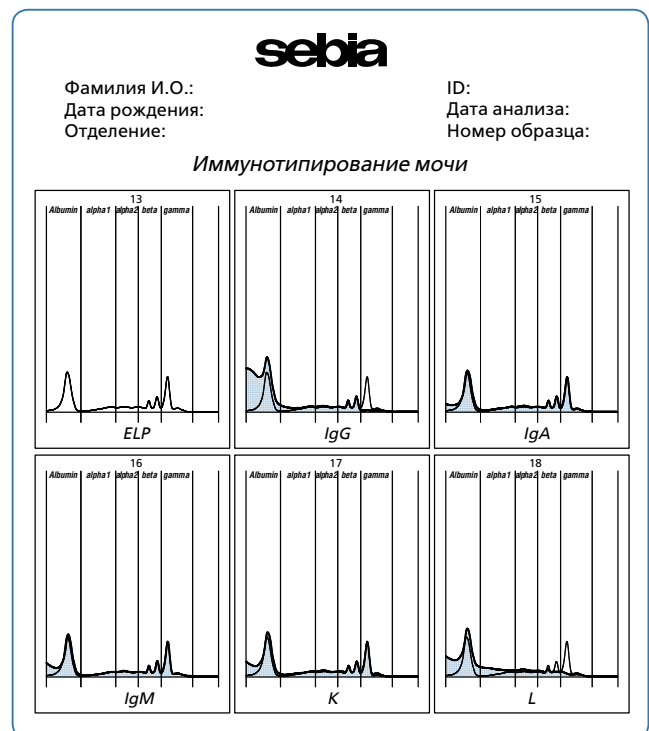 sebia
Фамилия И.О.:
Дата рождения:
Отделение:
ID:
Дата анализа:
Номер образца:
Иммунотипирование мочи
13
Albumin alpha1 alpha2 beta gamma
ELP
14
Albumin alpha1 alpha2 beta gamma
IgG
15
Albumin alpha1 alpha2 beta gamma
IgA
16
Albumin alpha1 alpha2 beta gamma
IgM
17
Albumin alpha1 alpha2 beta gamma
K
18
Albumin alpha1 alpha2 beta gamma
L